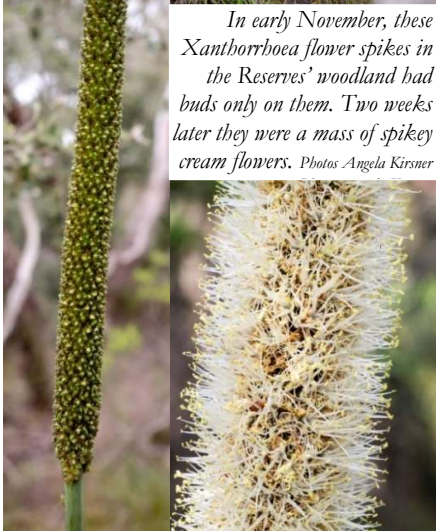 In early November, these
Xanthorrhoea flower spikes in
the Reserves' woodland had
buds only on them. Two weeks
later they were a mass of spikey
cream flowers. Photos Angela Kirsner